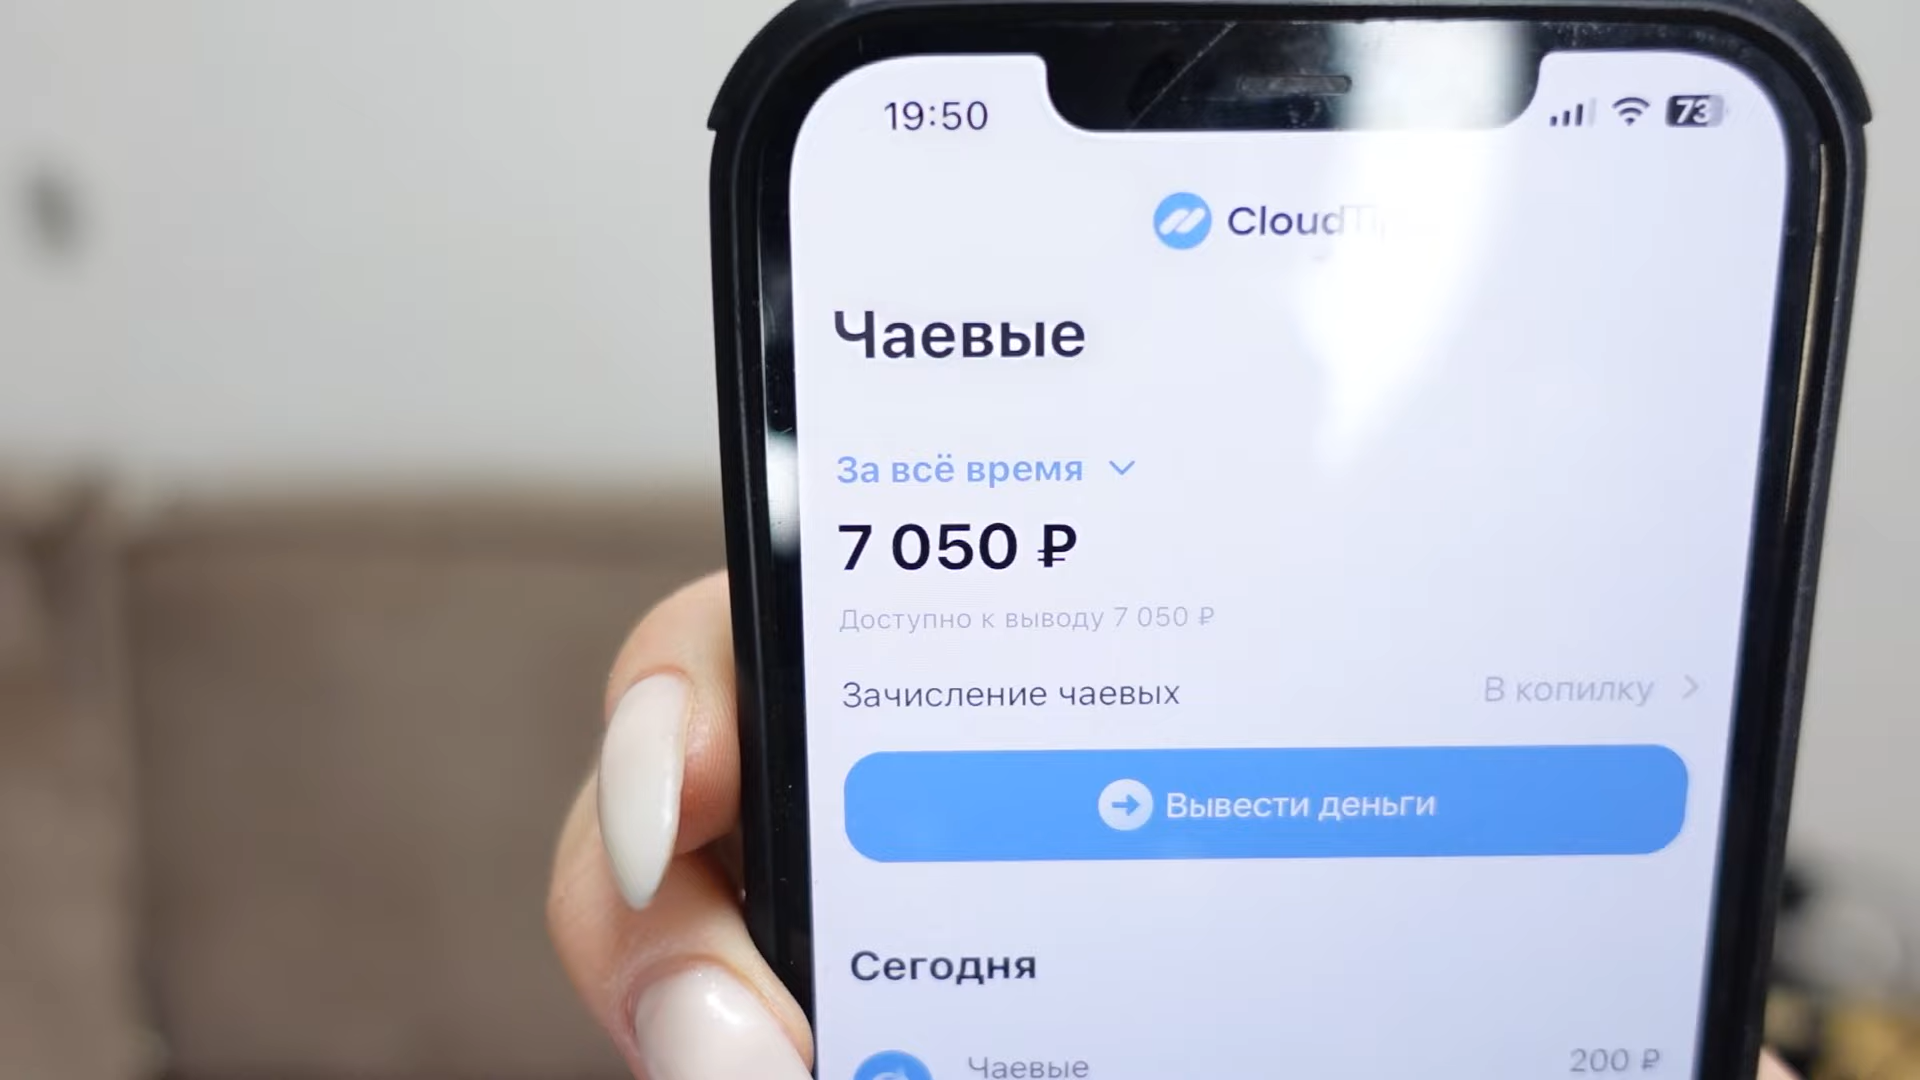 19:50
73
Cloud
Чаевые
За всё время
7 050 ₽
Доступно к выводу 7 050 ₽
Зачисление чаевых В копилку
Вывести деньги
Сегодня
Чаевые 200 ₽